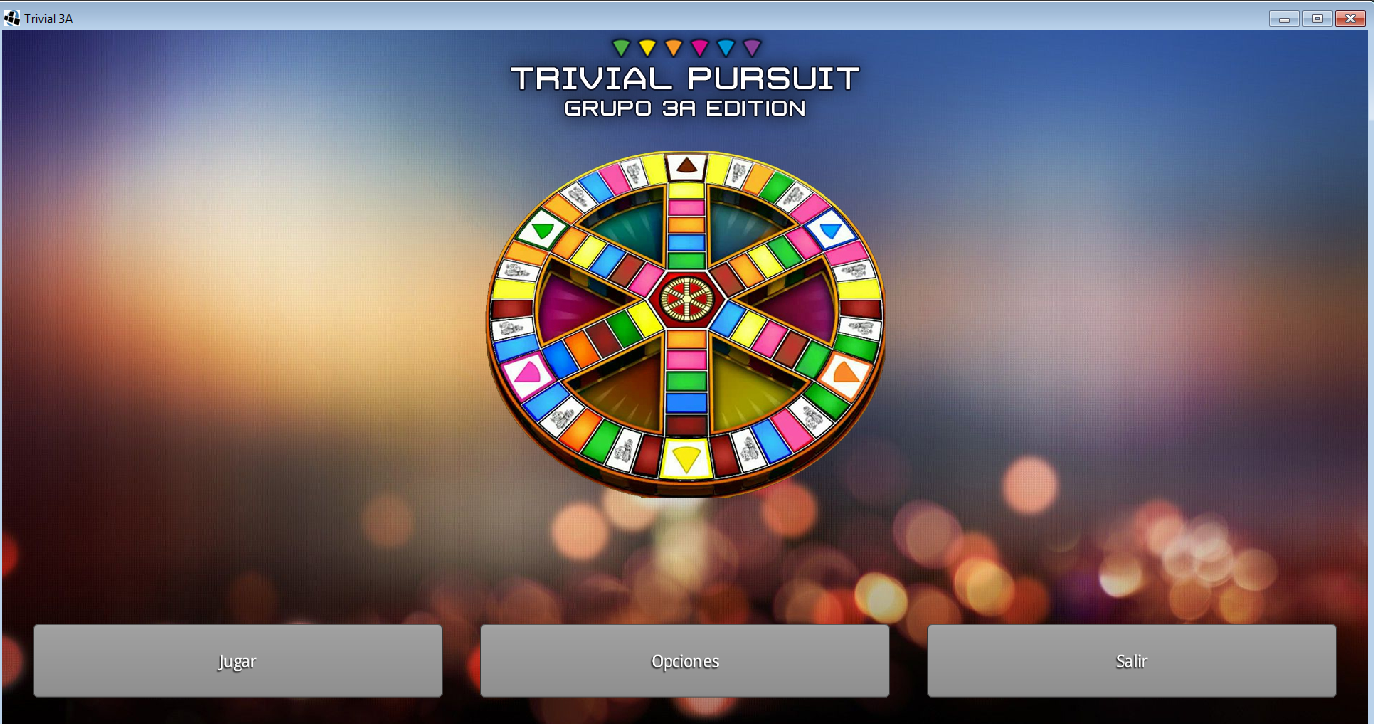 Trivial 3A
TRIVIAL PURSUIT
GRUPO 3A EDITION
Jugar
Opciones
Salir